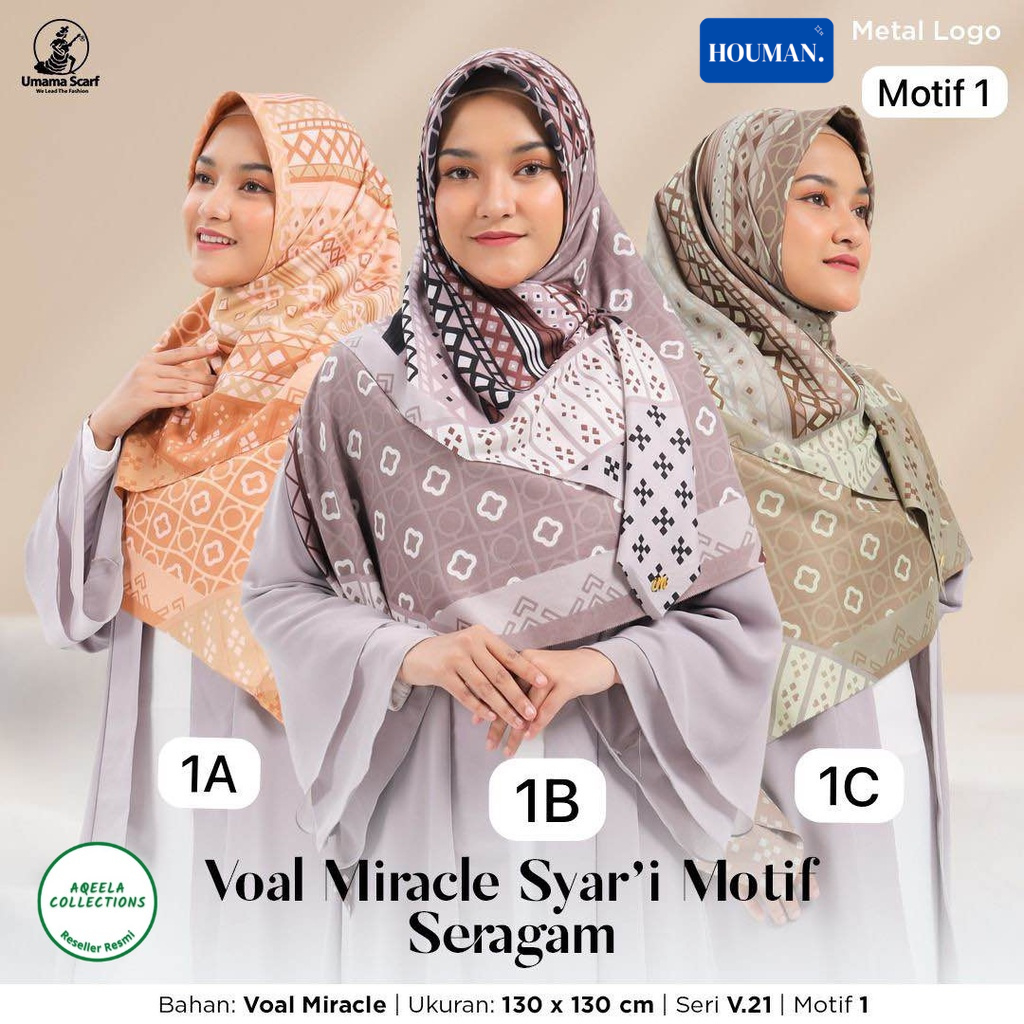 Umama Scarf
We Lead The Fashion
HOUMAN.
Metal Logo
Motif 1
1A
1B
1C
AQEELA
COLLECTIONS
Reseller Resmi
Voal Miracle Syar'i Motif
Seragam
Bahan: Voal Miracle | Ukuran: 130 x 130 cm | Seri V.21 | Motif 1